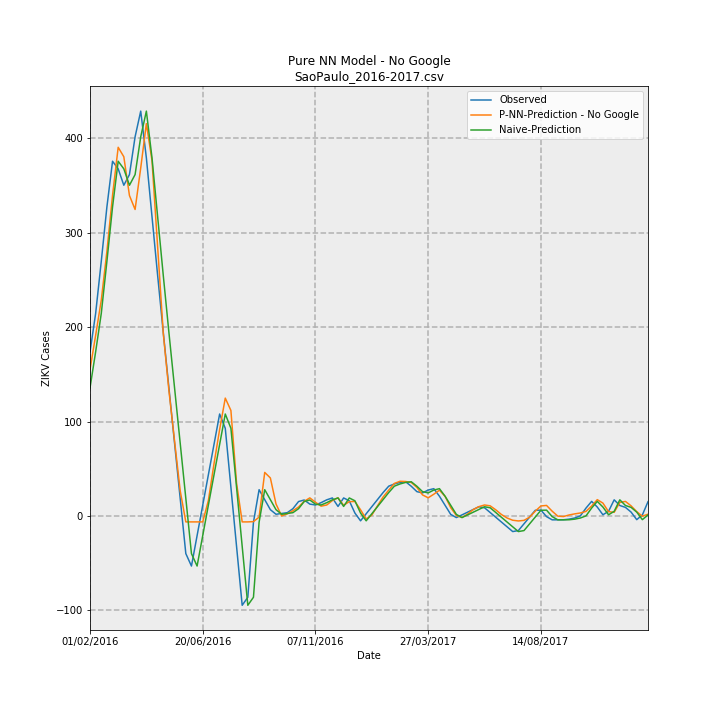 Pure NN Model - No Google
SaoPaulo_2016-2017.csv
Observed
P-NN-Prediction - No Google
Naive-Prediction
ZIKV Cases
400
300
200
100
0
−100
01/02/2016
20/06/2016
07/11/2016
27/03/2017
14/08/2017
Date